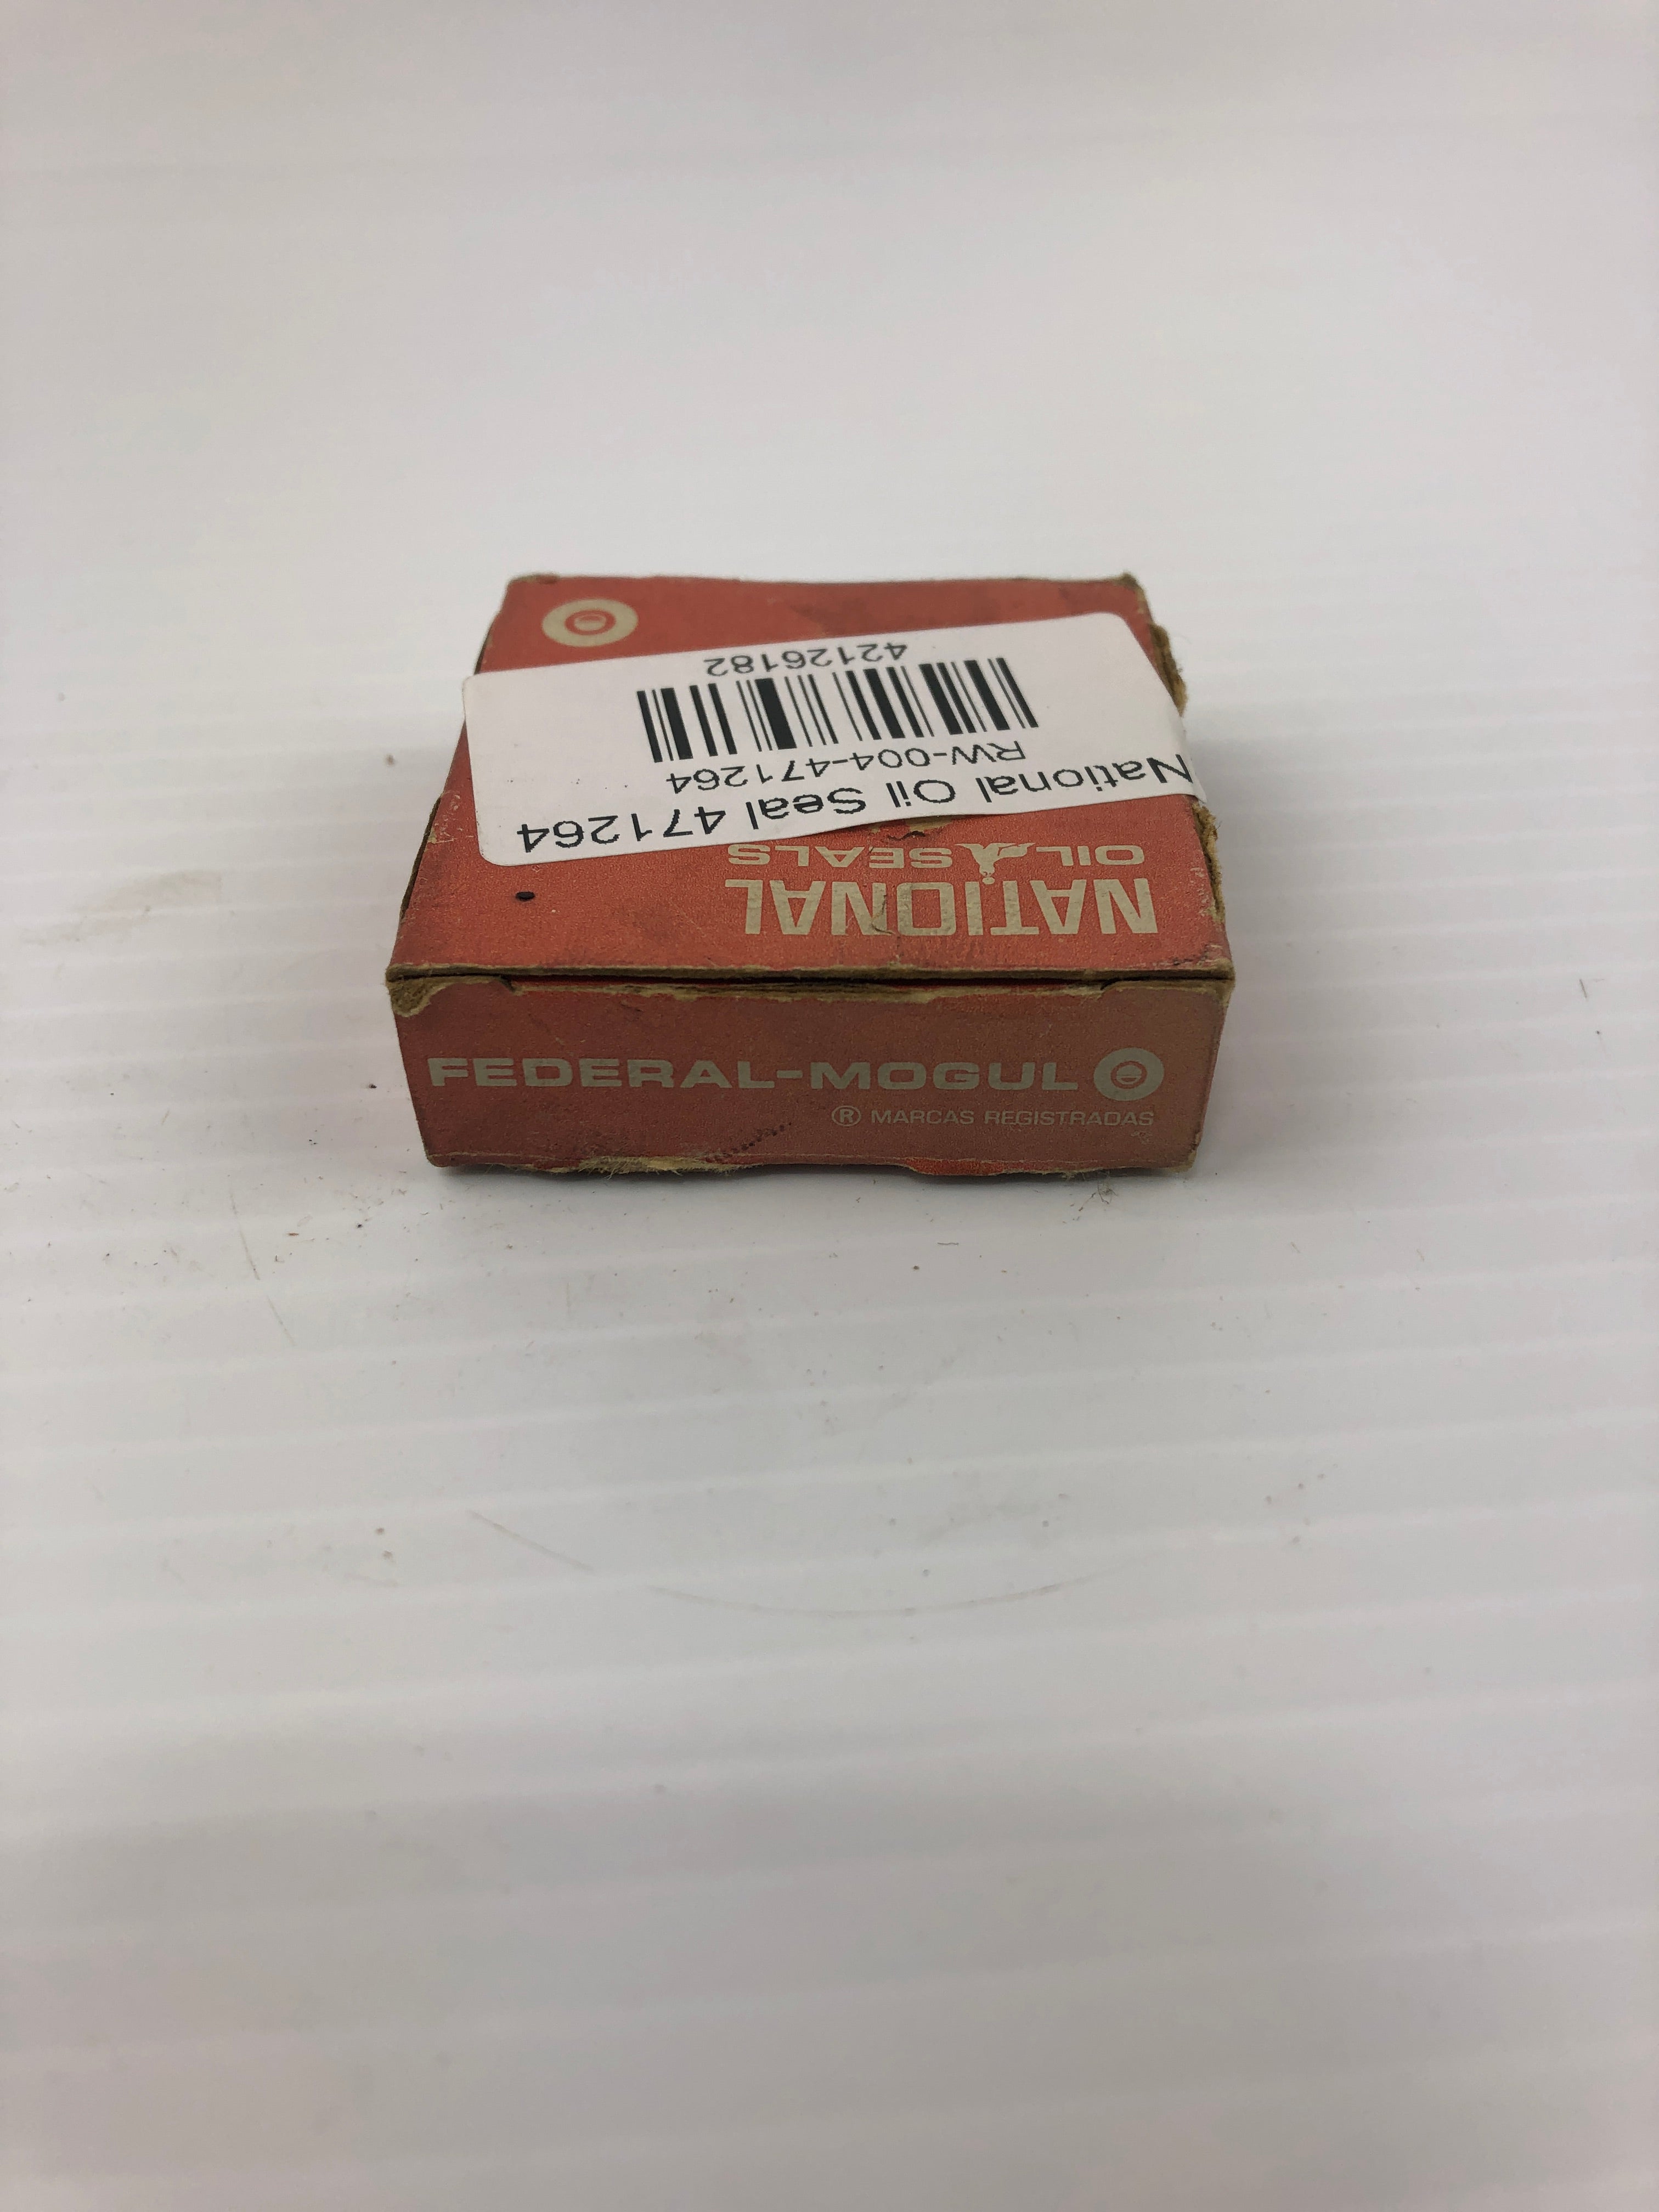 National Oil Seal 471264
RW-004-471264
42126182
NATIONAL
OIL SEALS
FEDERAL-MOGUL
® MARCAS REGISTRADAS